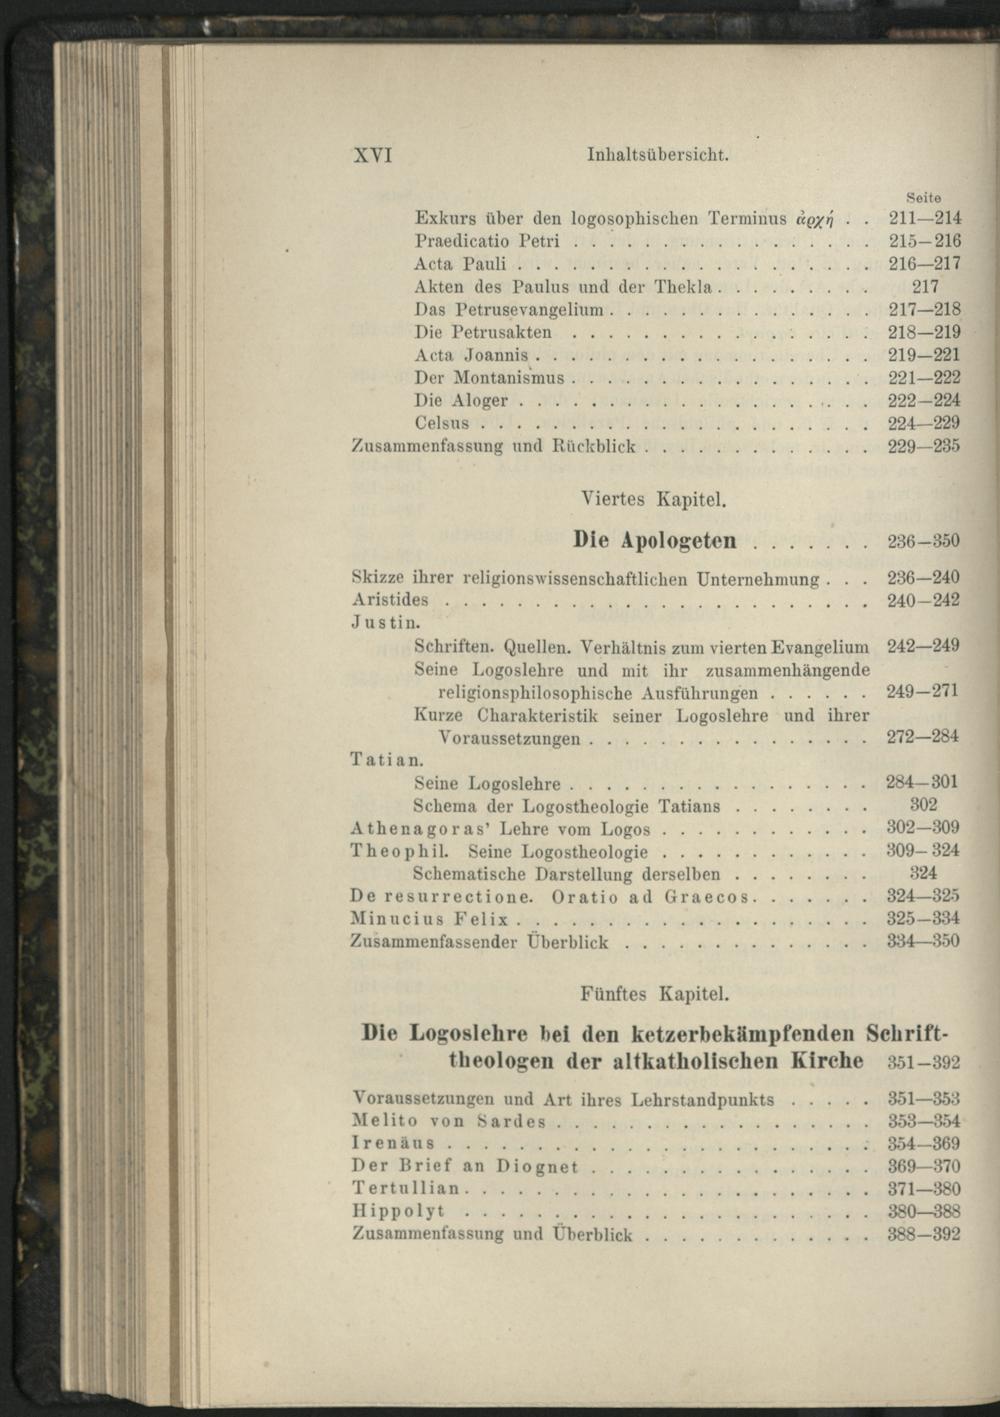 XVI Inhaltsübersicht.
Seite
Exkurs über den logosophischen Terminus ἀρχή . . 211—214
Praedicatio Petri . . . . . . . . . . . . . . . . . 215—216
Acta Pauli . . . . . . . . . . . . . . . . . . . . 216—217
Akten des Paulus und der Thekla . . . . . . . . . 217
Das Petrusevangelium . . . . . . . . . . . . . . . 217—218
Die Petrusakten . . . . . . . . . . . . . . . . . 218—219
Acta Joannis . . . . . . . . . . . . . . . . . . . 219—221
Der Montanismus . . . . . . . . . . . . . . . . . 221—222
Die Aloger . . . . . . . . . . . . . . . . . . . . 222—224
Celsus . . . . . . . . . . . . . . . . . . . . . . 224—229
Zusammenfassung und Rückblick . . . . . . . . . . . . . 229—235
Viertes Kapitel.
Die Apologeten . . . . . . . 236—350
Skizze ihrer religionswissenschaftlichen Unternehmung . . . 236—240
Aristides . . . . . . . . . . . . . . . . . . . . . . . . 240—242
Justin.
Schriften. Quellen. Verhältnis zum vierten Evangelium 242—249
Seine Logoslehre und mit ihr zusammenhängende
religionsphilosophische Ausführungen . . . . . . 249—271
Kurze Charakteristik seiner Logoslehre und ihrer
Voraussetzungen . . . . . . . . . . . . . . . . 272—284
Tatian.
Seine Logoslehre . . . . . . . . . . . . . . . . . 284—301
Schema der Logostheologie Tatians . . . . . . . . 302
Athenagoras' Lehre vom Logos . . . . . . . . . . . . 302—309
Theophil. Seine Logostheologie . . . . . . . . . . . . 309—324
Schematische Darstellung derselben . . . . . . . . 324
De resurrectione. Oratio ad Graecos . . . . . . . 324—325
Minucius Felix . . . . . . . . . . . . . . . . . . . . 325—334
Zusammenfassender Überblick . . . . . . . . . . . . . . 334—350
Fünftes Kapitel.
Die Logoslehre bei den ketzerbekämpfenden Schrift-
theologen der altkatholischen Kirche 351—392
Voraussetzungen und Art ihres Lehrstandpunkts . . . . . 351—353
Melito von Sardes . . . . . . . . . . . . . . . . . . 353—354
Irenäus . . . . . . . . . . . . . . . . . . . . . . . . 354—369
Der Brief an Diognet . . . . . . . . . . . . . . . . 369—370
Tertullian . . . . . . . . . . . . . . . . . . . . . . . 371—380
Hippolyt . . . . . . . . . . . . . . . . . . . . . . . 380—388
Zusammenfassung und Überblick . . . . . . . . . . . . . 388—392